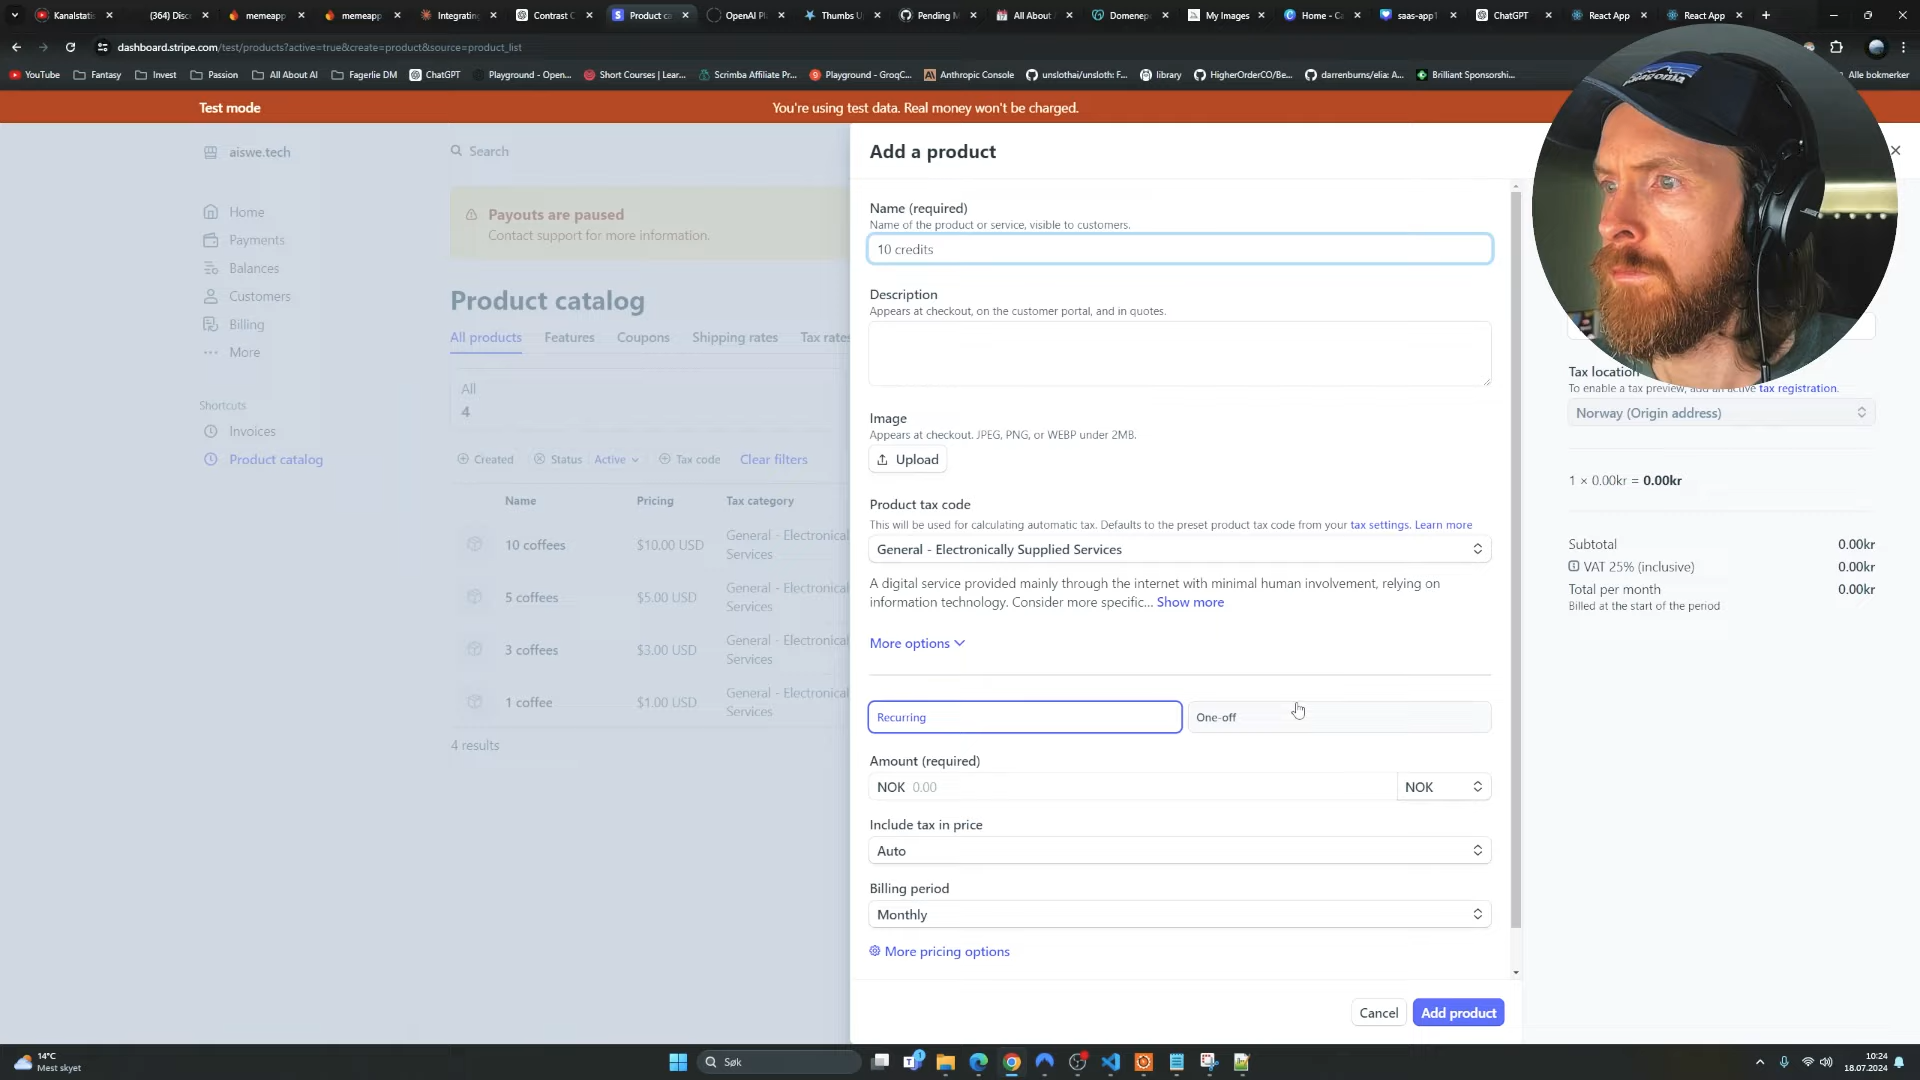 Kanalstatis
(364) Disc
memeapp
memeapp
Integrating
Contrast C
Product ca
OpenAI Pl
Thumbs U
Pending M
All About
Domenepe
My Images
Home - Ca
saas-app1
ChatGPT
React App
React App
dashboard.stripe.com/test/products?active=true&create=product&source=product_list
YouTube
Fantasy
Invest
Passion
All About AI
Fagerlie DM
ChatGPT
Playground - Open...
Short Courses | Lear...
Scrimba Affiliate Pr...
Playground - GroqC...
Anthropic Console
unslothai/unsloth: F...
library
HigherOrderCO/Be...
darrenburns/elia: A...
Brilliant Sponsorshi...
Alle bokmerker
Test mode
You're using test data. Real money won't be charged.
aiswe.tech
Home
Payments
Balances
Customers
Billing
More
Shortcuts
Invoices
Product catalog
Search
Payouts are paused
Contact support for more information.
Product catalog
All products Features Coupons Shipping rates Tax rates
All
4
Created Status Active Tax code Clear filters
Name Pricing Tax category
10 coffees $10.00 USD General - Electronical
Services
5 coffees $5.00 USD General - Electronical
Services
3 coffees $3.00 USD General - Electronical
Services
1 coffee $1.00 USD General - Electronical
Services
4 results
Add a product
Name (required)
Name of the product or service, visible to customers.
10 credits
Description
Appears at checkout, on the customer portal, and in quotes.
Image
Appears at checkout. JPEG, PNG, or WEBP under 2MB.
Upload
Product tax code
This will be used for calculating automatic tax. Defaults to the preset product tax code from your tax settings. Learn more
General - Electronically Supplied Services
A digital service provided mainly through the internet with minimal human involvement, relying on
information technology. Consider more specific... Show more
More options
Recurring
One-off
Amount (required)
NOK 0.00
NOK
Include tax in price
Auto
Billing period
Monthly
More pricing options
Cancel
Add product
patagonia
Tax location
To enable a tax preview, add an active tax registration.
Norway (Origin address)
1 × 0.00kr = 0.00kr
Subtotal 0.00kr
VAT 25% (inclusive) 0.00kr
Total per month 0.00kr
Billed at the start of the period
14°C
Mest skyet
Søk
10:24
18.07.2024